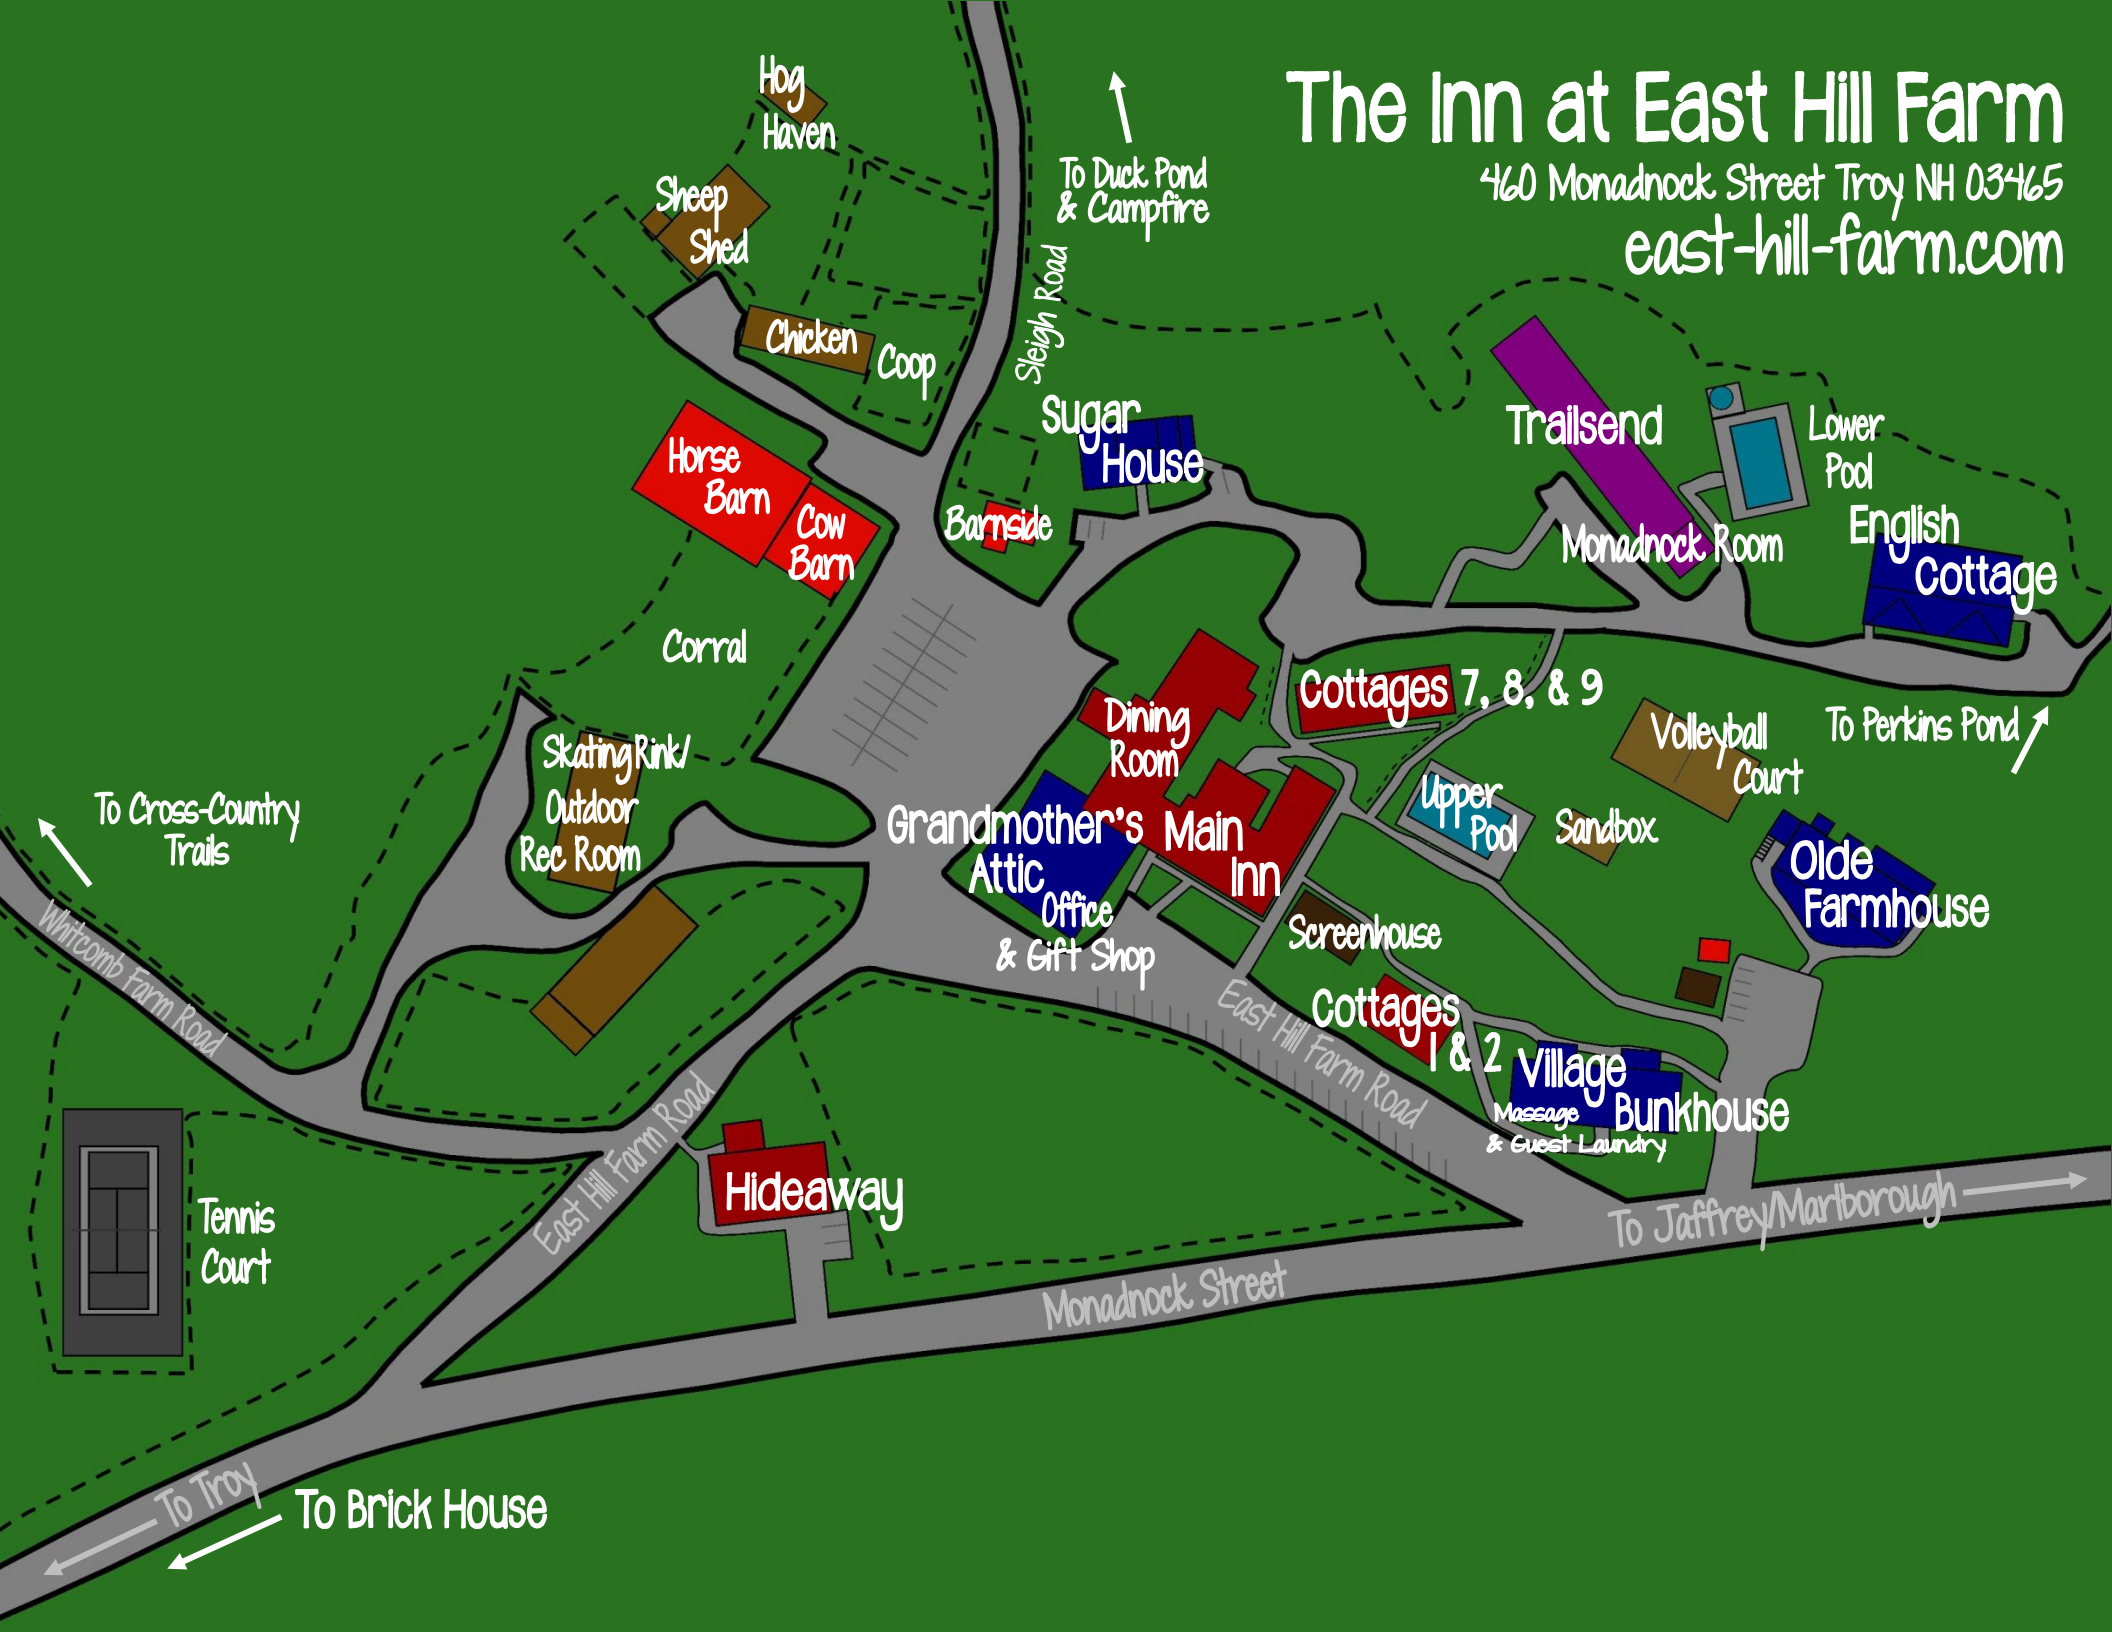 The Inn at East Hill Farm
460 Monadnock Street Troy NH 03465
east-hill-farm.com
Hog
Haven
To Duck Pond
& Campfire
Sheep
Shed
Sleigh Road
Chicken
Coop
Sugar
House
Trailsend
Lower
Pool
Horse
Barn
Cow
Barn
Barnside
Monadnock Room
English
Cottage
Corral
Cottages 7, 8, & 9
Dining
Room
Volleyball
Court
To Perkins Pond
Skating Rink/
Outdoor
Rec Room
To Cross-Country
Trails
Upper
Pool
Sandbox
Grandmother's
Attic
Office
& Gift Shop
Main
Inn
Olde
Farmhouse
Screenhouse
Whitcomb Farm Road
East Hill Farm Road
Cottages
1 & 2
Village
Bunkhouse
Massage
& Guest Laundry
East Hill Farm Road
Hideaway
Tennis
Court
To Jaffrey/Marlborough
Monadnock Street
To Troy
To Brick House